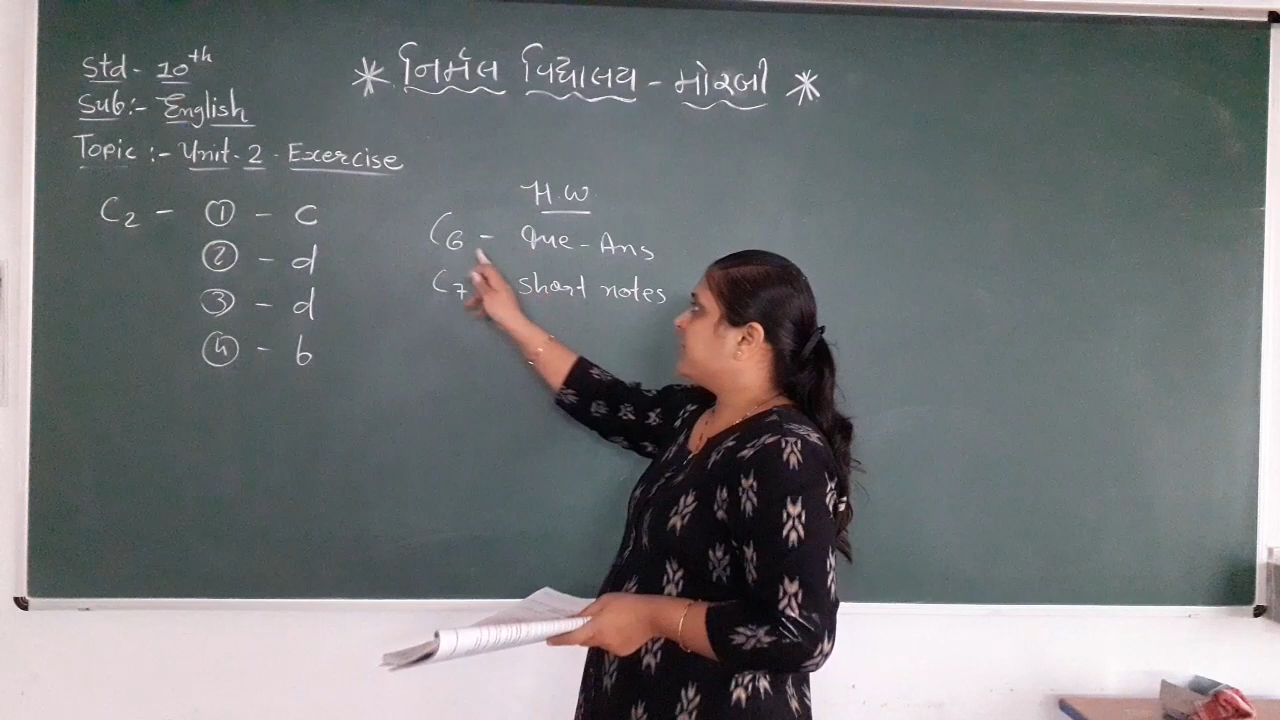 * નિર્મલ વિદ્યાલય - મોરબી *
Std - 10th
Sub :- English
Topic :- Unit - 2 - Exercise
C2 - ① - c
② - d
③ - d
④ - b
H.W
C6 - Que - Ans
C7 short notes